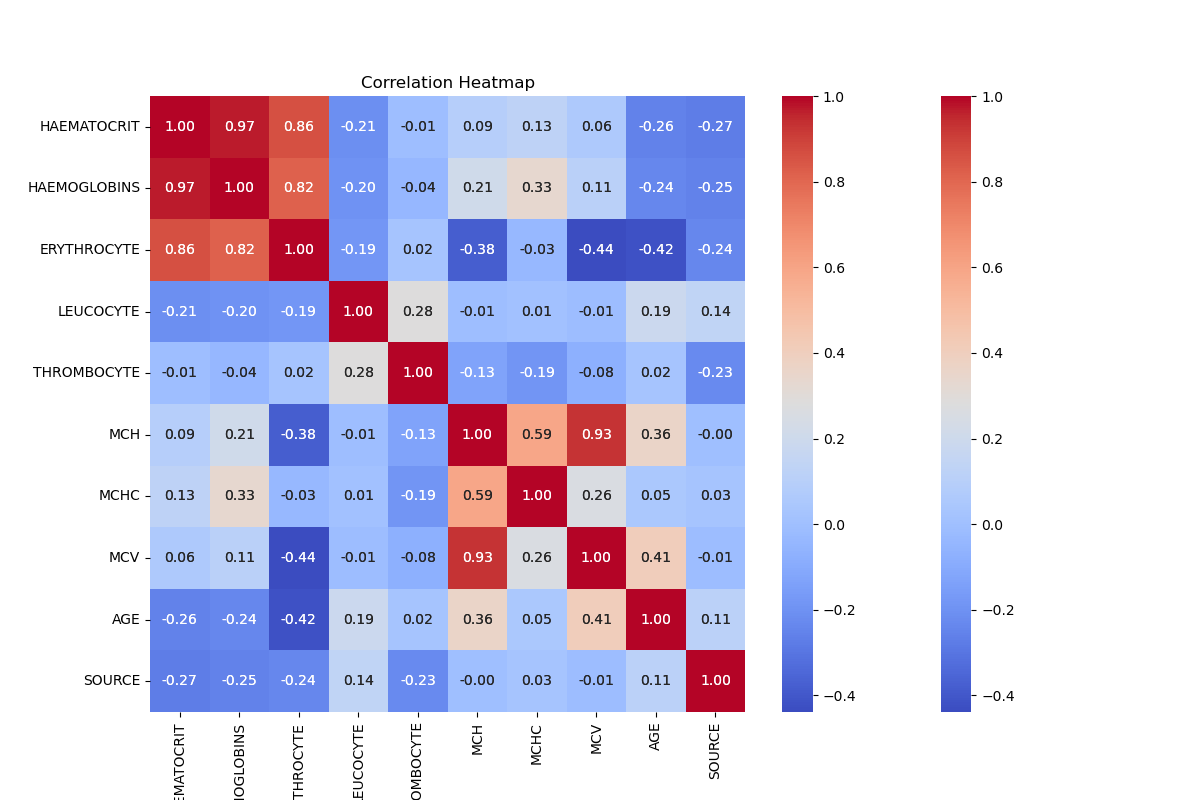 Correlation Heatmap
HAEMATOCRIT 1.00 0.97 0.86 -0.21 -0.01 0.09 0.13 0.06 -0.26 -0.27
HAEMOGLOBINS 0.97 1.00 0.82 -0.20 -0.04 0.21 0.33 0.11 -0.24 -0.25
ERYTHROCYTE 0.86 0.82 1.00 -0.19 0.02 -0.38 -0.03 -0.44 -0.42 -0.24
LEUCOCYTE -0.21 -0.20 -0.19 1.00 0.28 -0.01 0.01 -0.01 0.19 0.14
THROMBOCYTE -0.01 -0.04 0.02 0.28 1.00 -0.13 -0.19 -0.08 0.02 -0.23
MCH 0.09 0.21 -0.38 -0.01 -0.13 1.00 0.59 0.93 0.36 -0.00
MCHC 0.13 0.33 -0.03 0.01 -0.19 0.59 1.00 0.26 0.05 0.03
MCV 0.06 0.11 -0.44 -0.01 -0.08 0.93 0.26 1.00 0.41 -0.01
AGE -0.26 -0.24 -0.42 0.19 0.02 0.36 0.05 0.41 1.00 0.11
SOURCE -0.27 -0.25 -0.24 0.14 -0.23 -0.00 0.03 -0.01 0.11 1.00
EMATOCRIT
OGLOBINS
THROCYTE
EUCOCYTE
OMBOCYTE
MCH
MCHC
MCV
AGE
SOURCE
1.0
0.8
0.6
0.4
0.2
0.0
−0.2
−0.4
1.0
0.8
0.6
0.4
0.2
0.0
−0.2
−0.4